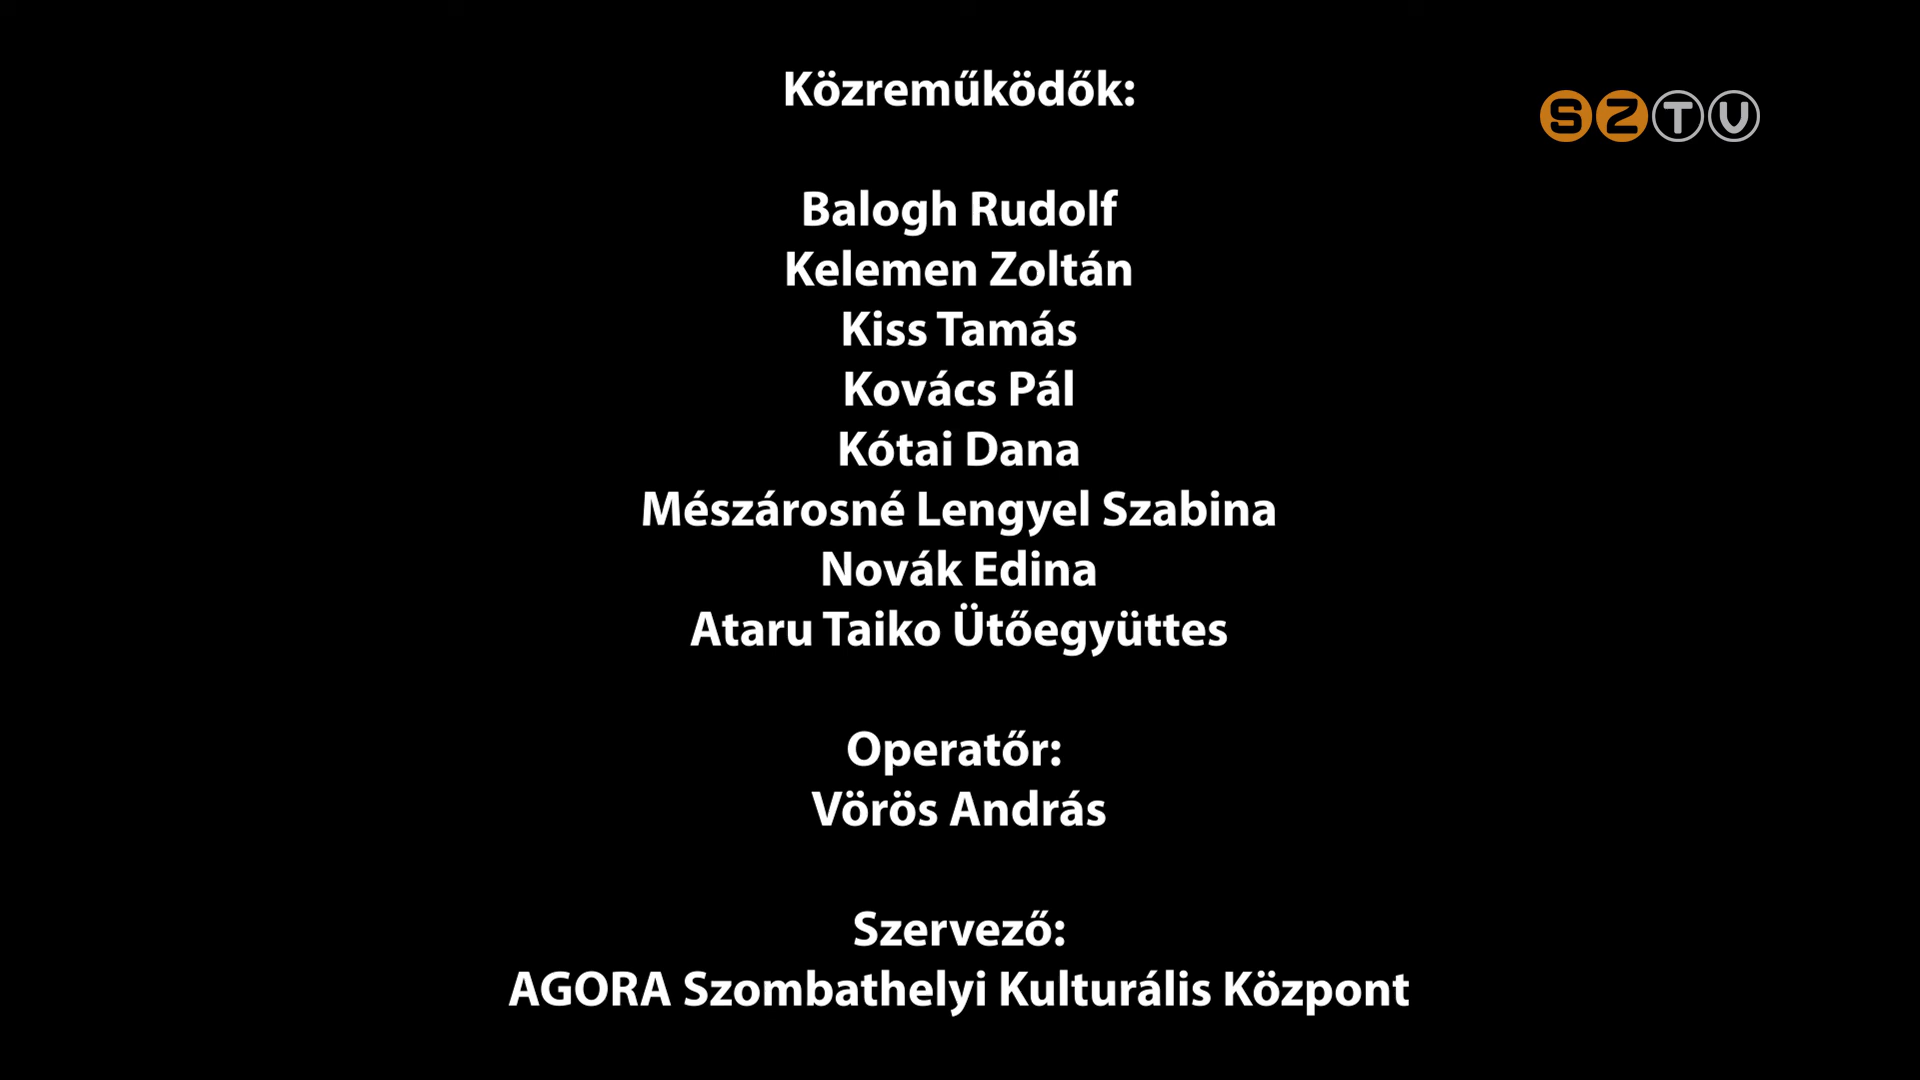 Közreműködők:
SZTV
Balogh Rudolf
Kelemen Zoltán
Kiss Tamás
Kovács Pál
Kótai Dana
Mészárosné Lengyel Szabina
Novák Edina
Ataru Taiko Ütőegyüttes
Operatőr:
Vörös András
Szervező:
AGORA Szombathelyi Kulturális Központ